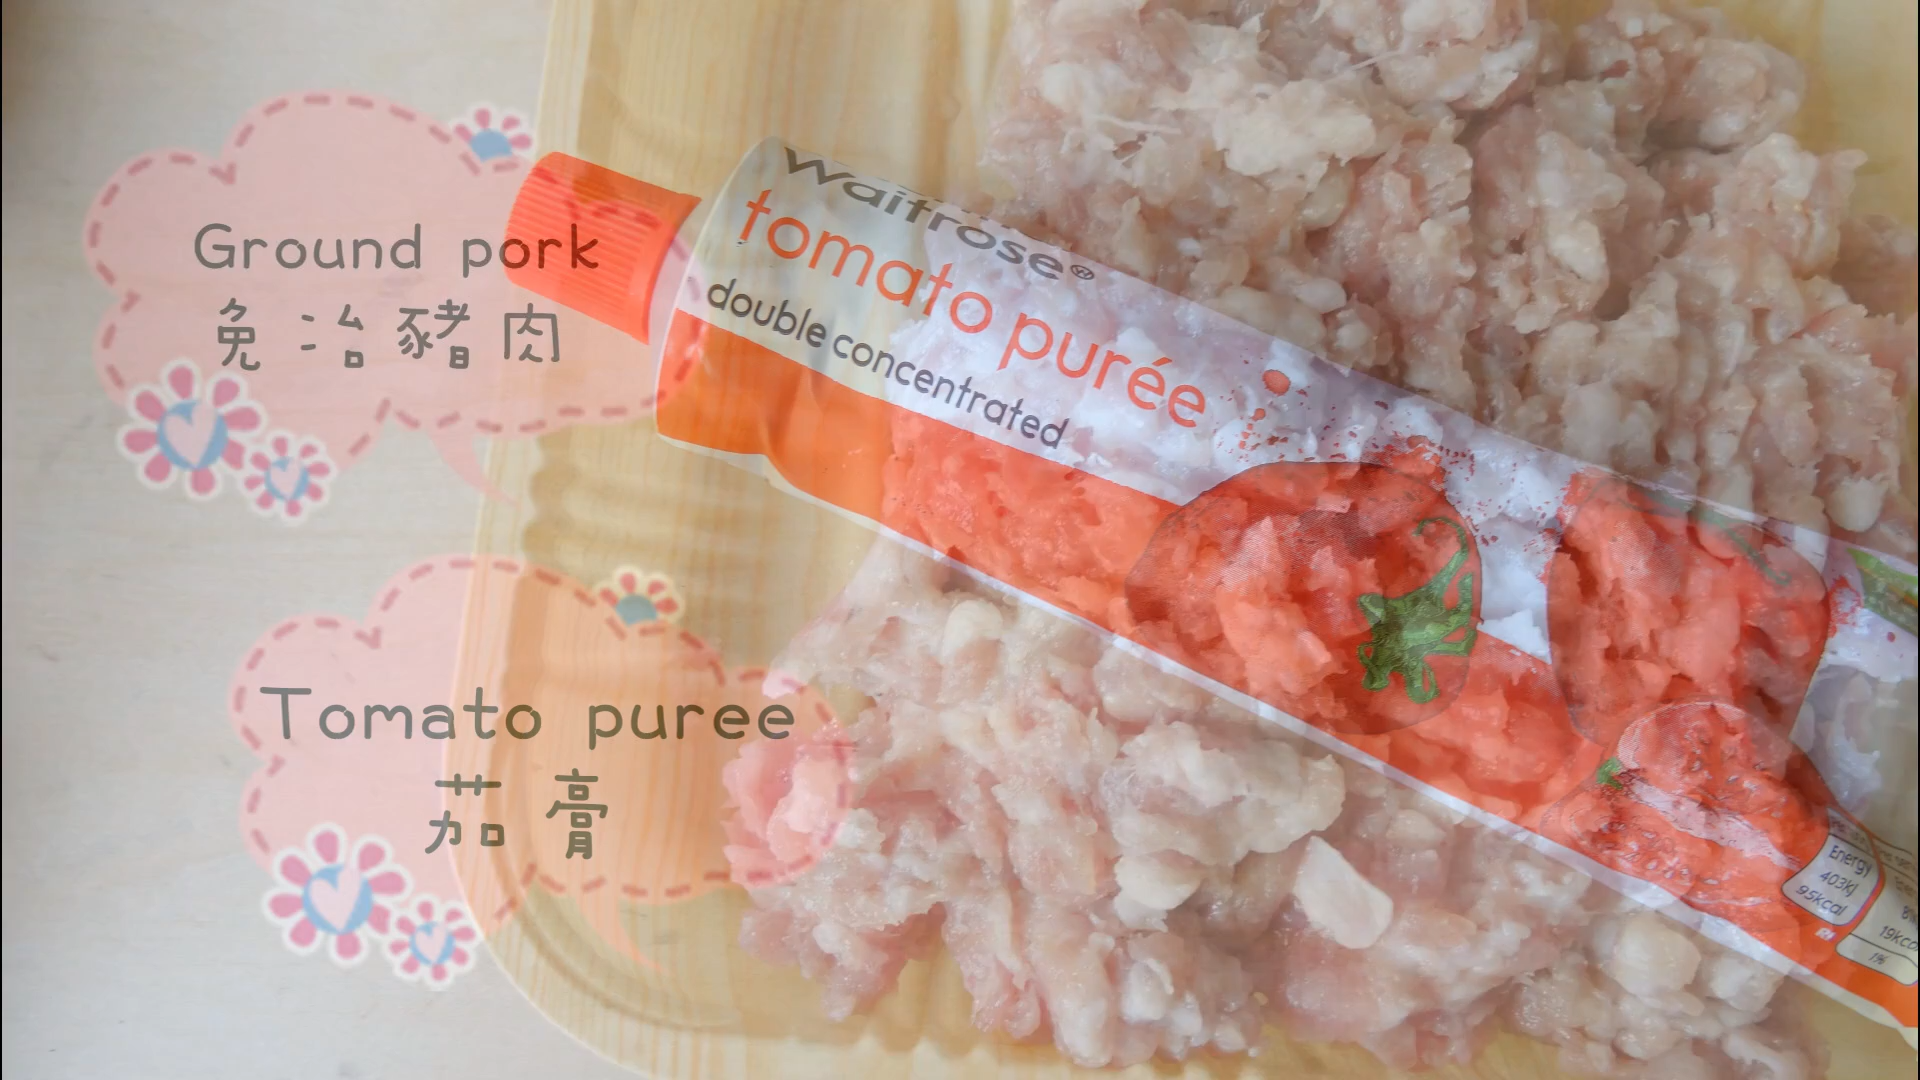 Ground pork
免治豬肉
Tomato puree
茄膏
Waitrose®
tomato purée
double concentrated
Energy
403kJ
95kcal
19kca
1%